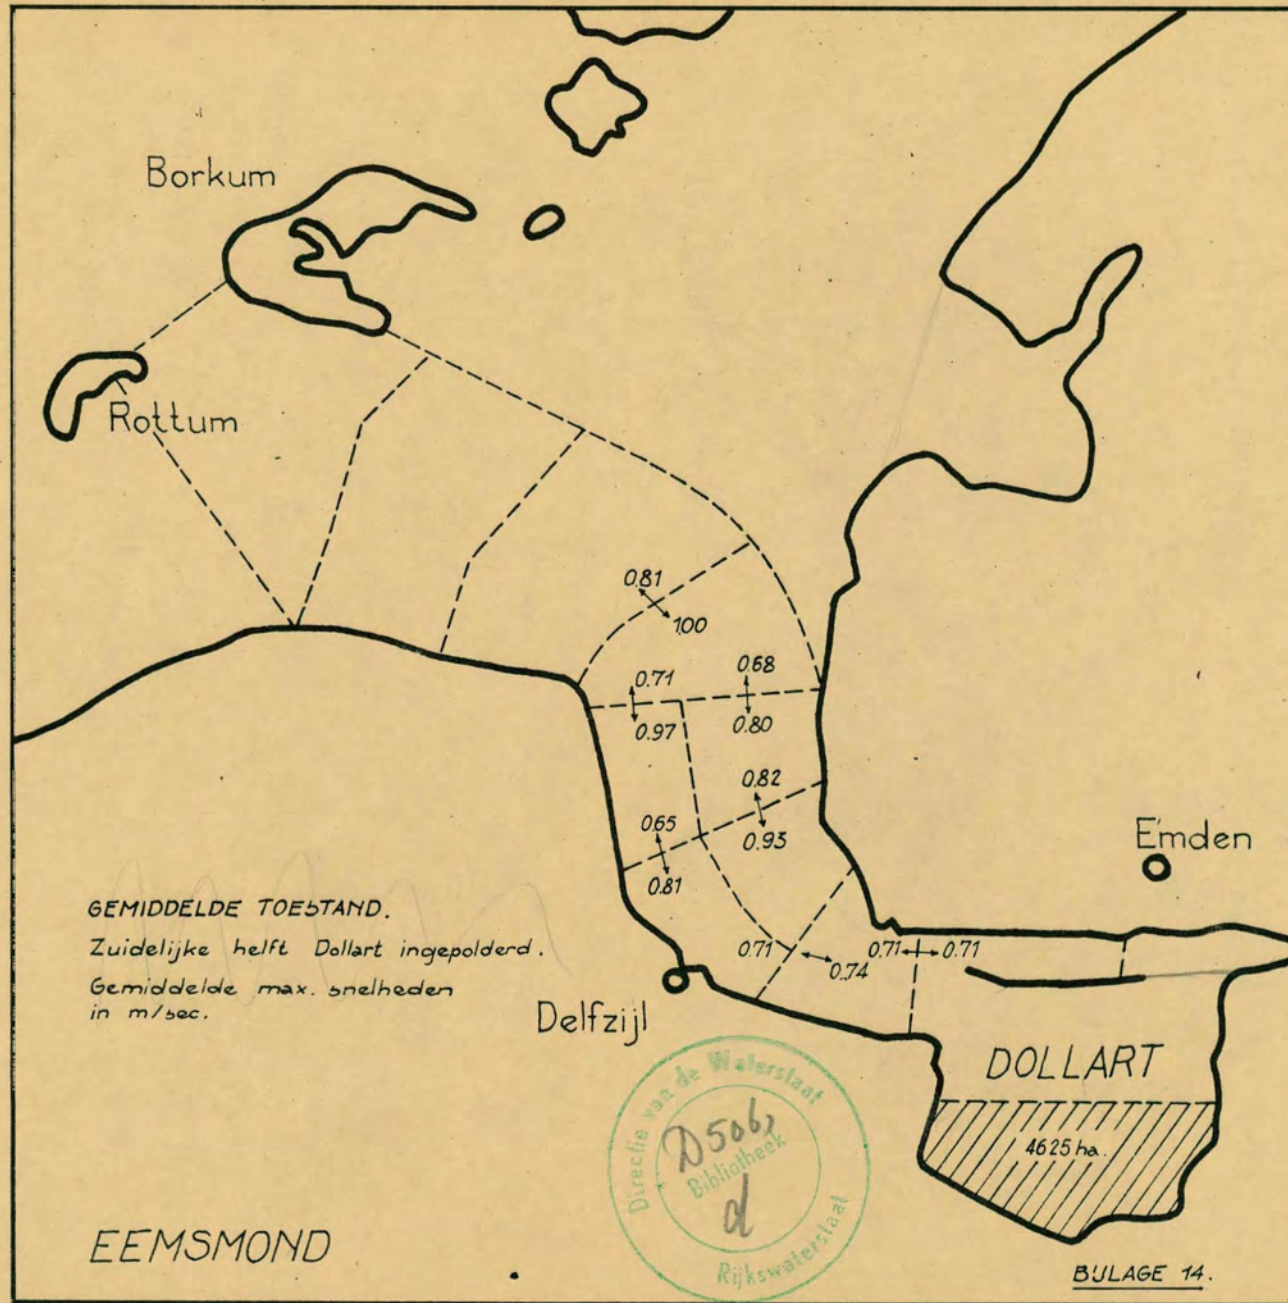 Borkum
Rottum
0.81
1.00
0.71
0.68
0.97
0.80
0.82
0.65
0.93
0.81
Emden
GEMIDDELDE TOESTAND.
Zuidelijke helft Dollart ingepolderd.
Gemiddelde max. snelheden
in m/sec.
0.71
0.74
0.71
0.71
Delfzijl
DOLLART
4625 ha.
Directie van de Waterstaat
D506,
Bibliotheek
d
Rijkswaterstaat
EEMSMOND
BIJLAGE 14.